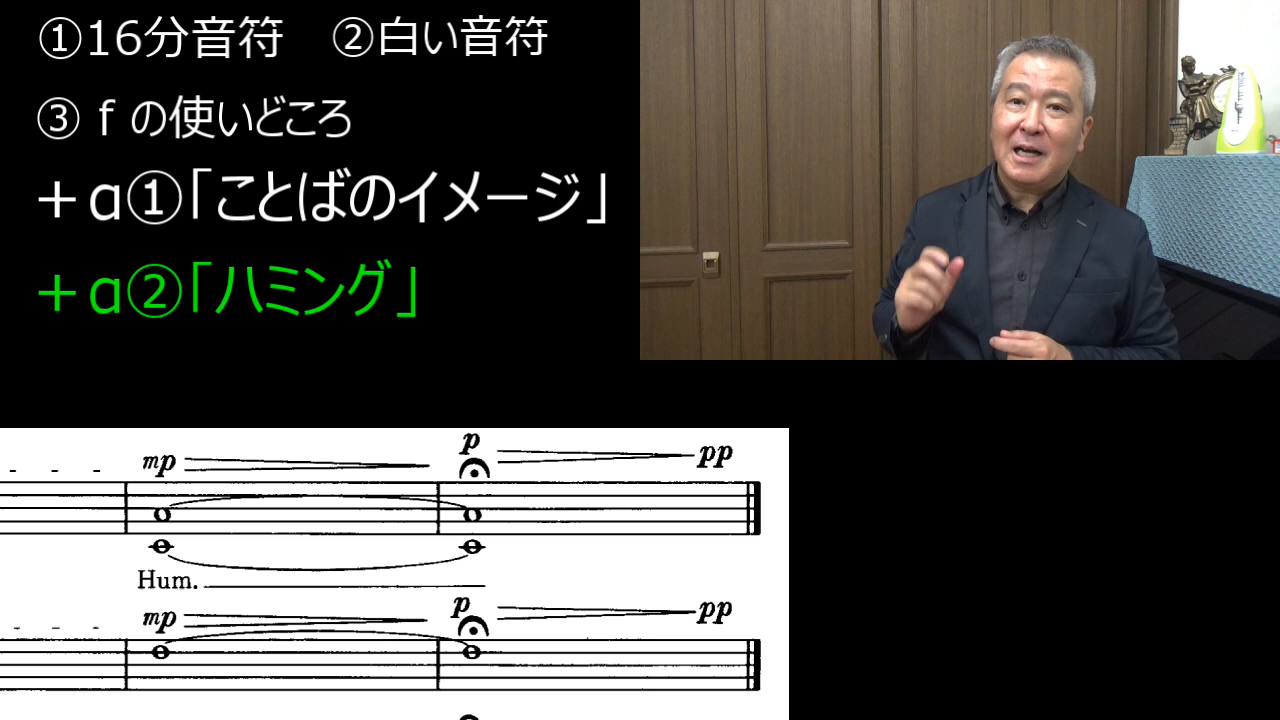 ①16分音符　②白い音符
③ f の使いどころ
+α①「ことばのイメージ」
+α②「ハミング」
mp p pp
Hum.
mp p pp